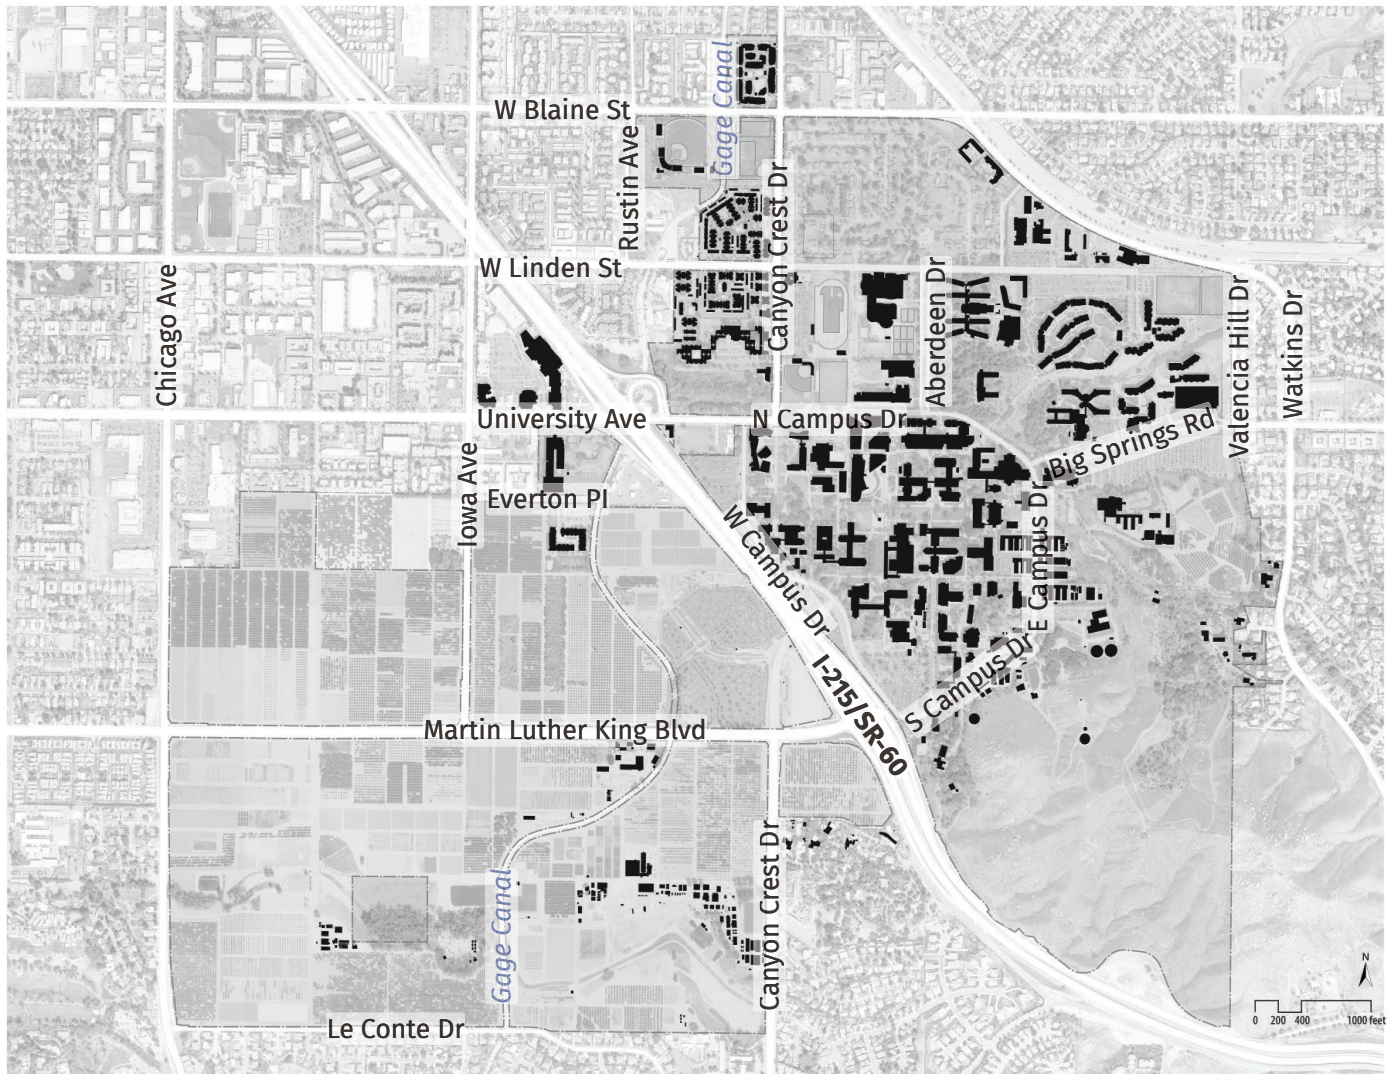 Gage Canal
W Blaine St
Rustin Ave
Canyon Crest Dr
W Linden St
Chicago Ave
Aberdeen Dr
Valencia Hill Dr
Watkins Dr
University Ave
N Campus Dr
Big Springs Rd
Iowa Ave
Everton Pl
W Campus Dr
E Campus Dr
S Campus Dr
I-215/SR-60
Martin Luther King Blvd
Canyon Crest Dr
Gage Canal
Le Conte Dr
N
0 200 400 1000 feet